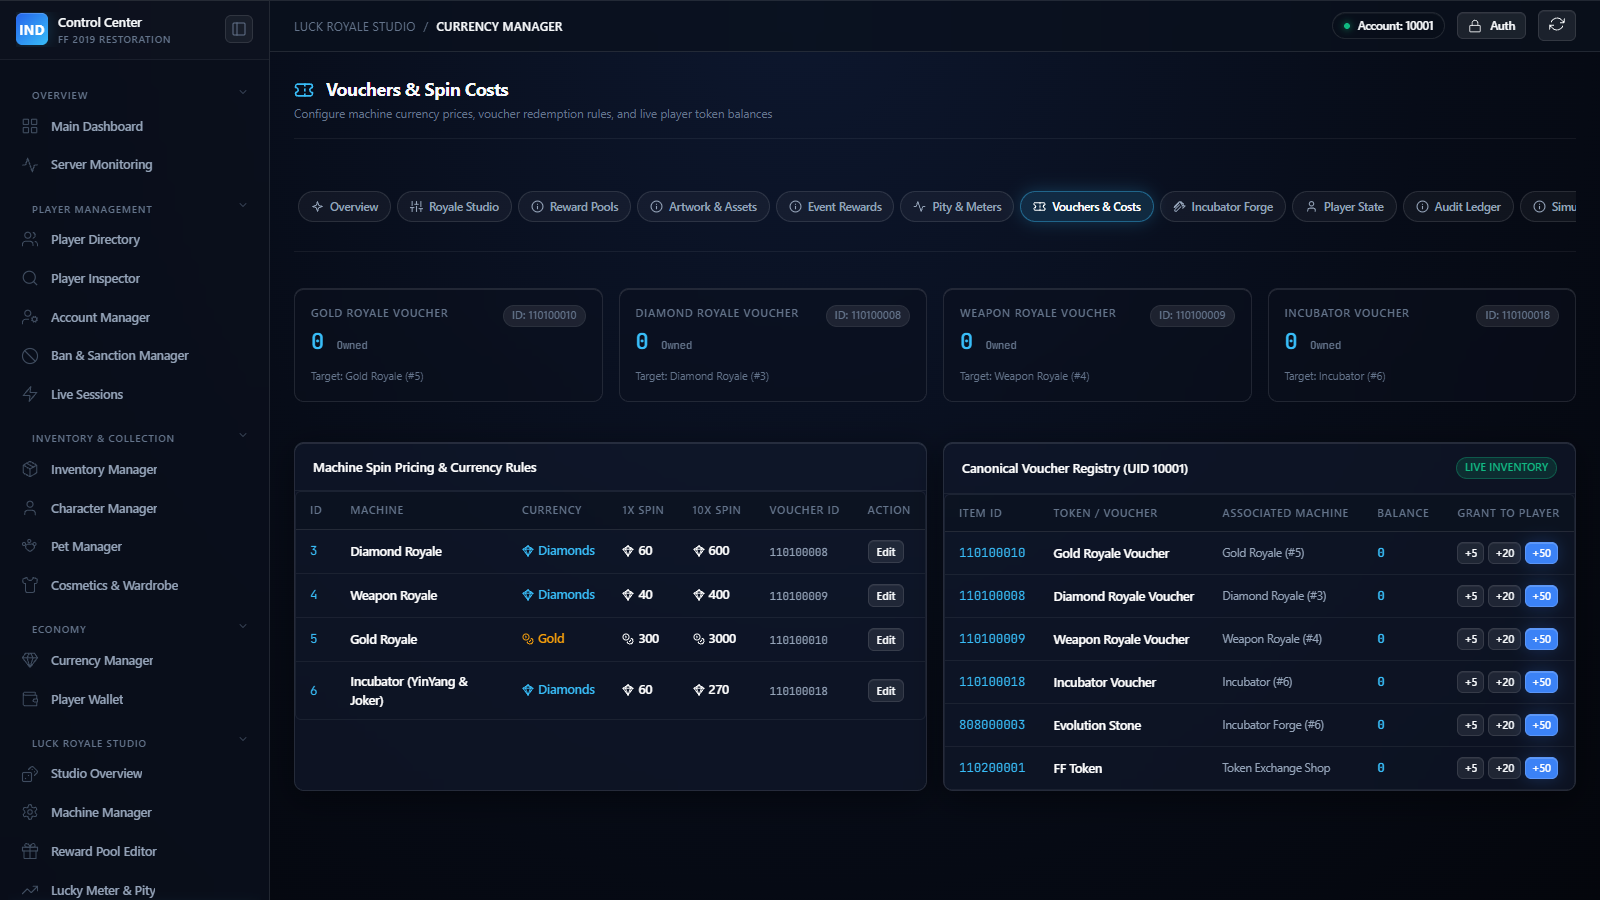 IND
Control Center
FF 2019 RESTORATION
LUCK ROYALE STUDIO / CURRENCY MANAGER
Account: 10001
Auth
OVERVIEW
Main Dashboard
Server Monitoring
PLAYER MANAGEMENT
Player Directory
Player Inspector
Account Manager
Ban & Sanction Manager
Live Sessions
INVENTORY & COLLECTION
Inventory Manager
Character Manager
Pet Manager
Cosmetics & Wardrobe
ECONOMY
Currency Manager
Player Wallet
LUCK ROYALE STUDIO
Studio Overview
Machine Manager
Reward Pool Editor
Lucky Meter & Pity
Vouchers & Spin Costs
Configure machine currency prices, voucher redemption rules, and live player token balances
Overview Royale Studio Reward Pools Artwork & Assets Event Rewards Pity & Meters Vouchers & Costs Incubator Forge Player State Audit Ledger Simu
GOLD ROYALE VOUCHER ID: 110100010
0 Owned
Target: Gold Royale (#5)
DIAMOND ROYALE VOUCHER ID: 110100008
0 Owned
Target: Diamond Royale (#3)
WEAPON ROYALE VOUCHER ID: 110100009
0 Owned
Target: Weapon Royale (#4)
INCUBATOR VOUCHER ID: 110100018
0 Owned
Target: Incubator (#6)
Machine Spin Pricing & Currency Rules
ID MACHINE CURRENCY 1X SPIN 10X SPIN VOUCHER ID ACTION
3 Diamond Royale Diamonds 60 600 110100008 Edit
4 Weapon Royale Diamonds 40 400 110100009 Edit
5 Gold Royale Gold 300 3000 110100010 Edit
6 Incubator (YinYang & Joker) Diamonds 60 270 110100018 Edit
Canonical Voucher Registry (UID 10001) LIVE INVENTORY
ITEM ID TOKEN / VOUCHER ASSOCIATED MACHINE BALANCE GRANT TO PLAYER
110100010 Gold Royale Voucher Gold Royale (#5) 0 +5 +20 +50
110100008 Diamond Royale Voucher Diamond Royale (#3) 0 +5 +20 +50
110100009 Weapon Royale Voucher Weapon Royale (#4) 0 +5 +20 +50
110100018 Incubator Voucher Incubator (#6) 0 +5 +20 +50
808000003 Evolution Stone Incubator Forge (#6) 0 +5 +20 +50
110200001 FF Token Token Exchange Shop 0 +5 +20 +50